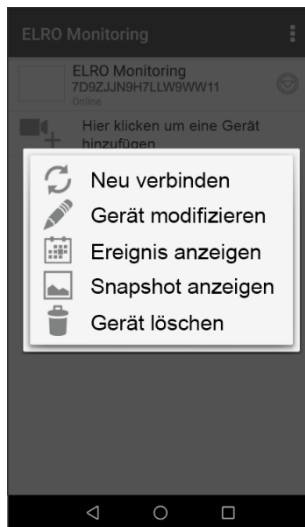 ELRO Monitoring
ELRO Monitoring
7D9ZJJN9H7LLW9WW11
Online
Hier klicken um eine Gerät
hinzufügen
Neu verbinden
Gerät modifizieren
Ereignis anzeigen
Snapshot anzeigen
Gerät löschen